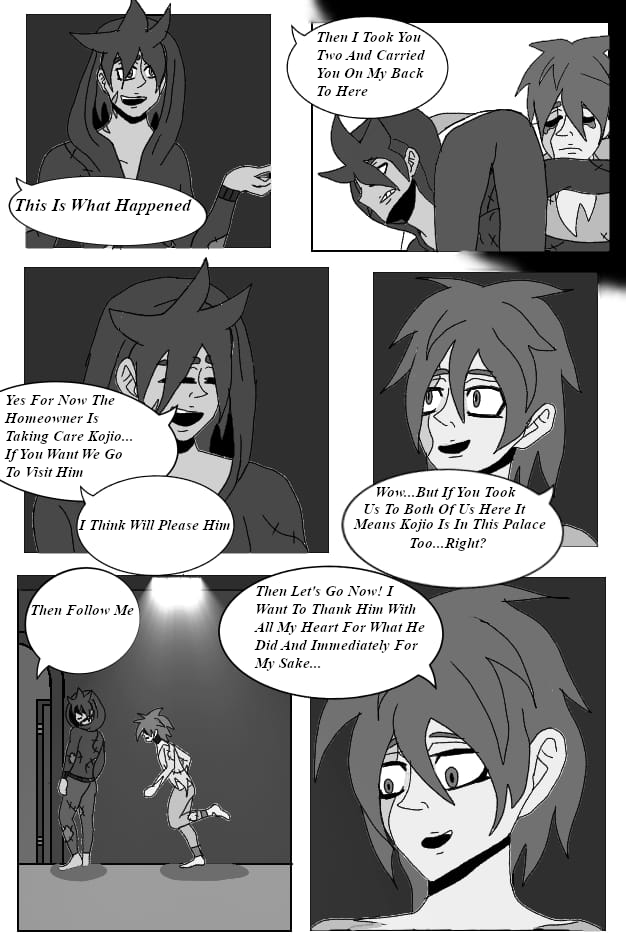 This Is What Happened
Then I Took You
Two And Carried
You On My Back
To Here
Yes For Now The
Homeowner Is
Taking Care Kojio...
If You Want We Go
To Visit Him
I Think Will Please Him
Wow...But If You Took
Us To Both Of Us Here It
Means Kojio Is In This Palace
Too...Right?
Then Follow Me
Then Let's Go Now! I
Want To Thank Him With
All My Heart For What He
Did And Immediately For
My Sake...